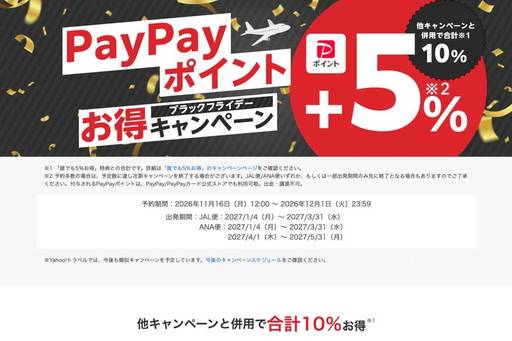 PayPay
ポイント
ブラックフライデー
お得キャンペーン
他キャンペーンと
併用で合計※1
10%
ポイント
+5%※2
※1 「誰でも5%お得」特典との合計です。詳細は「誰でも5%お得」のキャンペーンページをご確認ください。
※2 予約多数の場合は、予定数に達し次第キャンペーンを終了する場合がございます。JAL便/ANA便いずれか、もしくは一部出発期間のみ先に終了となる場合もありますのでご了
承ください。付与されるPayPayポイントは、PayPay/PayPayカード公式ストアでも利用可能。出金・譲渡不可。
予約期間：2026年11月16日（月）12:00 〜 2026年12月1日（火）23:59
出発期間：JAL便：2027/1/4（月）〜 2027/3/31（水）
ANA便：2027/1/4（月）〜 2027/3/31（水）
2027/4/1（木）〜 2027/5/31（月）
※Yahoo!トラベルでは、今後も類似キャンペーンを予定しています。今後のキャンペーンスケジュールをご確認ください。
他キャンペーンと併用で合計10%お得※1